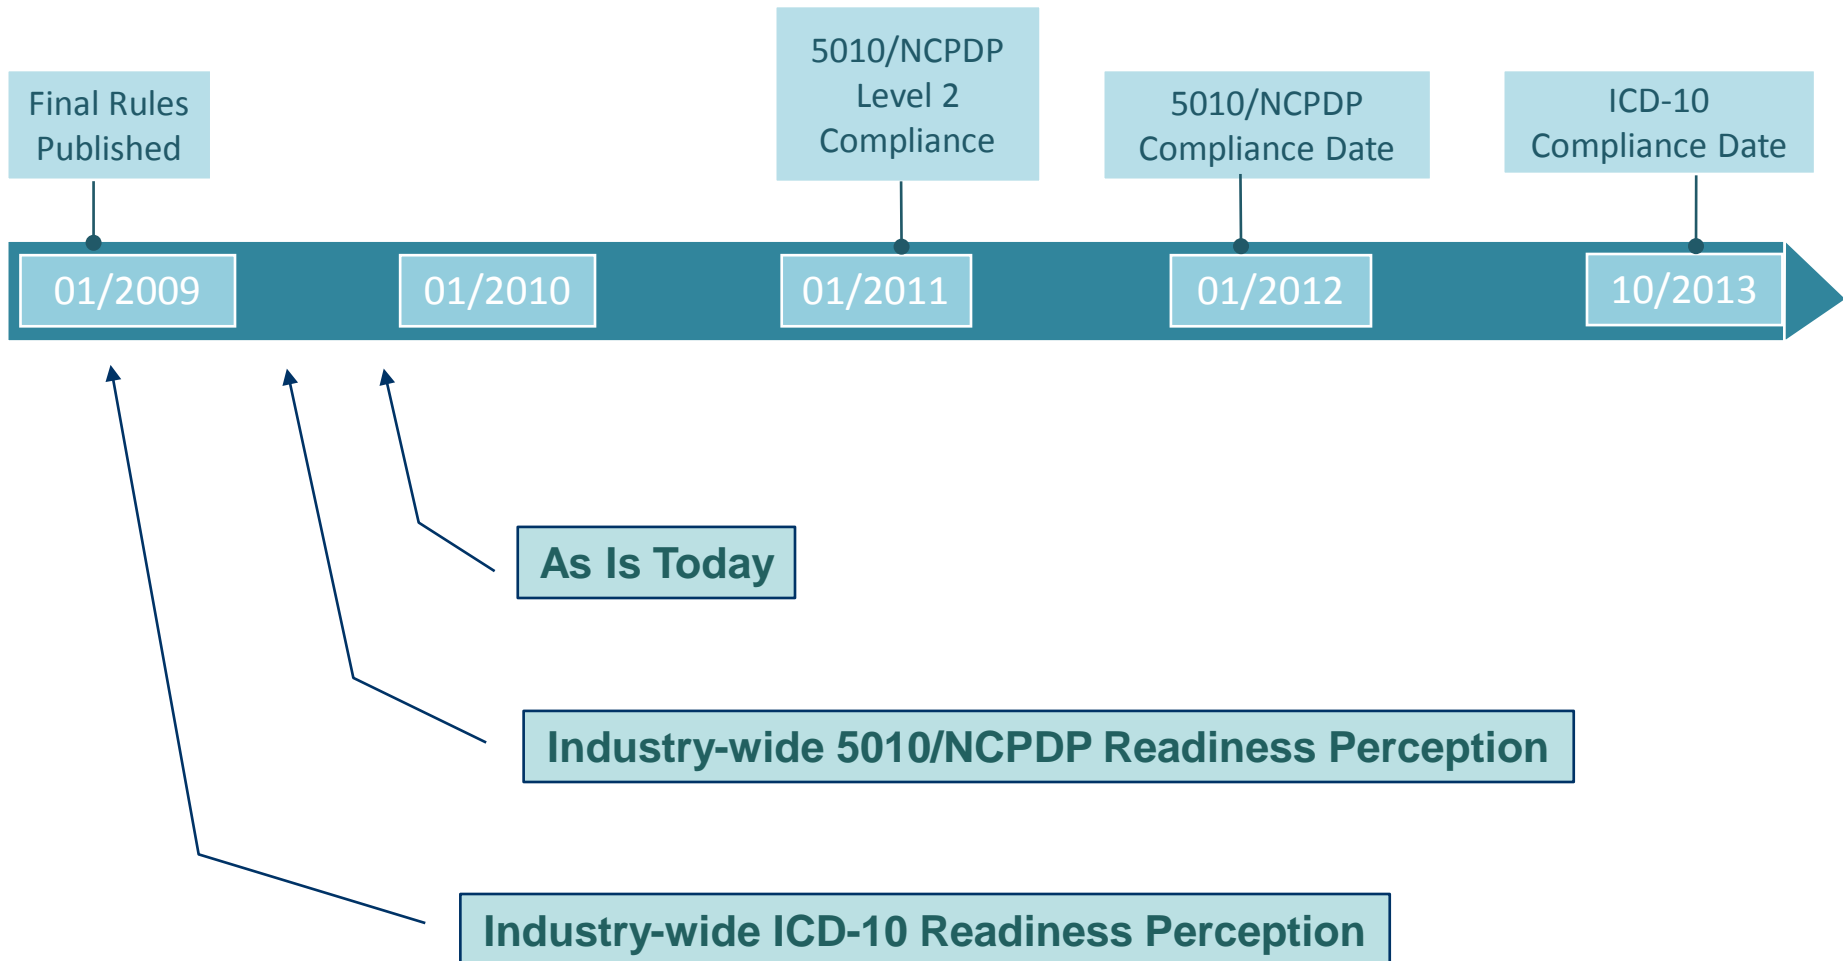 Final Rules
Published
5010/NCPDP
Level 2
Compliance
5010/NCPDP
Compliance Date
ICD-10
Compliance Date
01/2009
01/2010
01/2011
01/2012
10/2013
As Is Today
Industry-wide 5010/NCPDP Readiness Perception
Industry-wide ICD-10 Readiness Perception